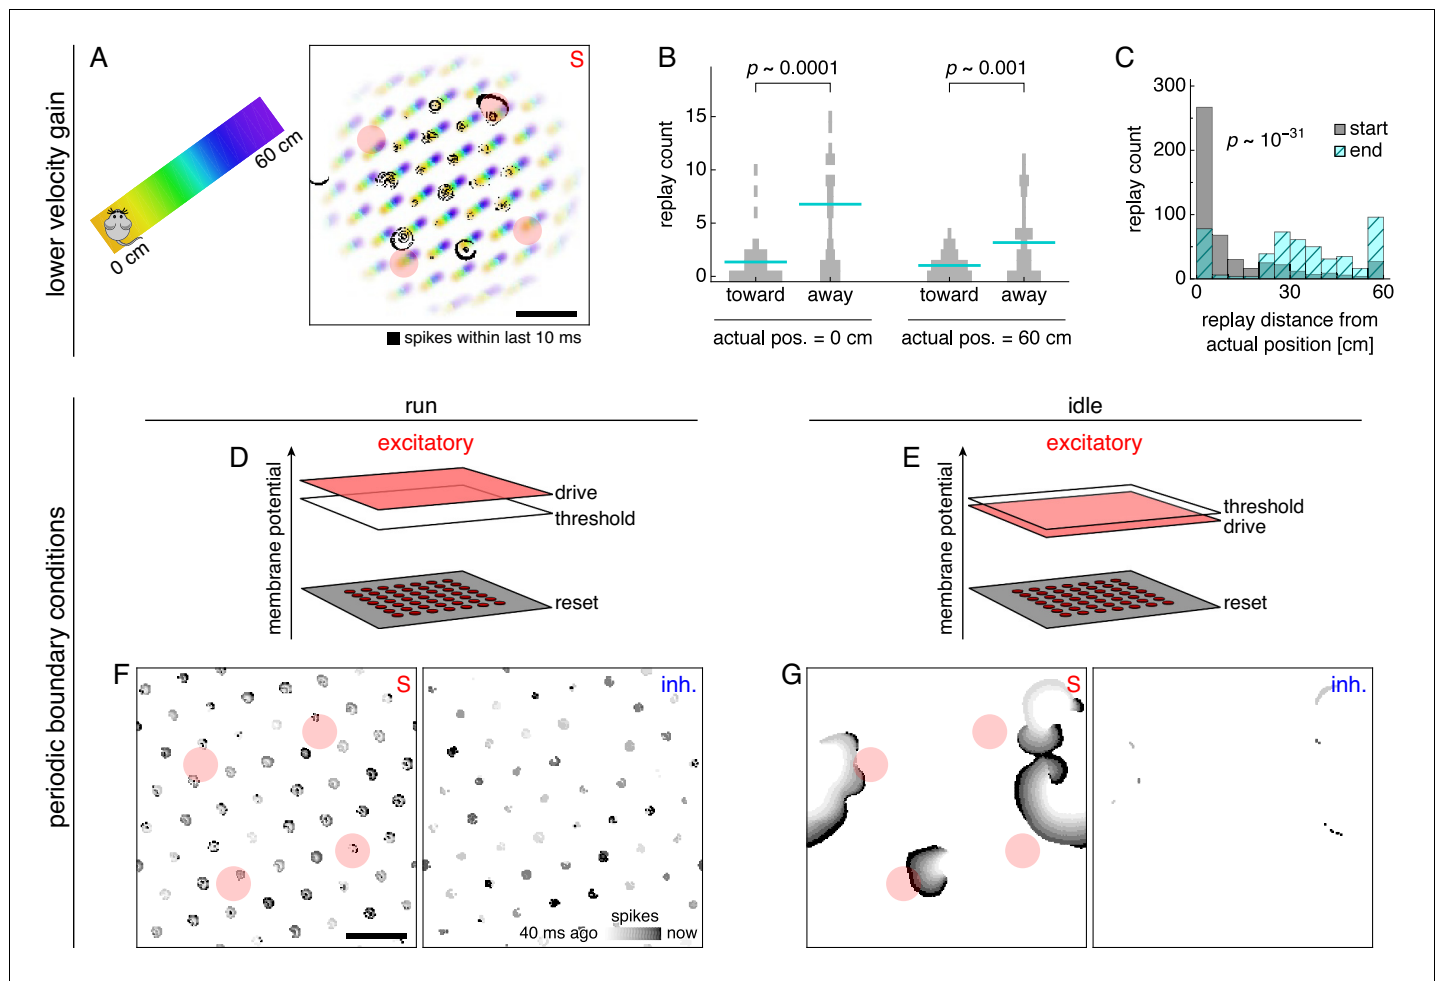 lower velocity gain
A
0 cm
60 cm
S
spikes within last 10 ms
B
p ~ 0.0001
p ~ 0.001
replay count
15
10
5
0
toward
away
toward
away
actual pos. = 0 cm
actual pos. = 60 cm
C
300
200
100
0
replay count
p ~ 10⁻³¹
start
end
0
30
60
replay distance from
actual position [cm]
periodic boundary conditions
run
idle
D
excitatory
membrane potential
drive
threshold
reset
E
excitatory
membrane potential
threshold
drive
reset
F
S
inh.
spikes
40 ms ago
now
G
S
inh.